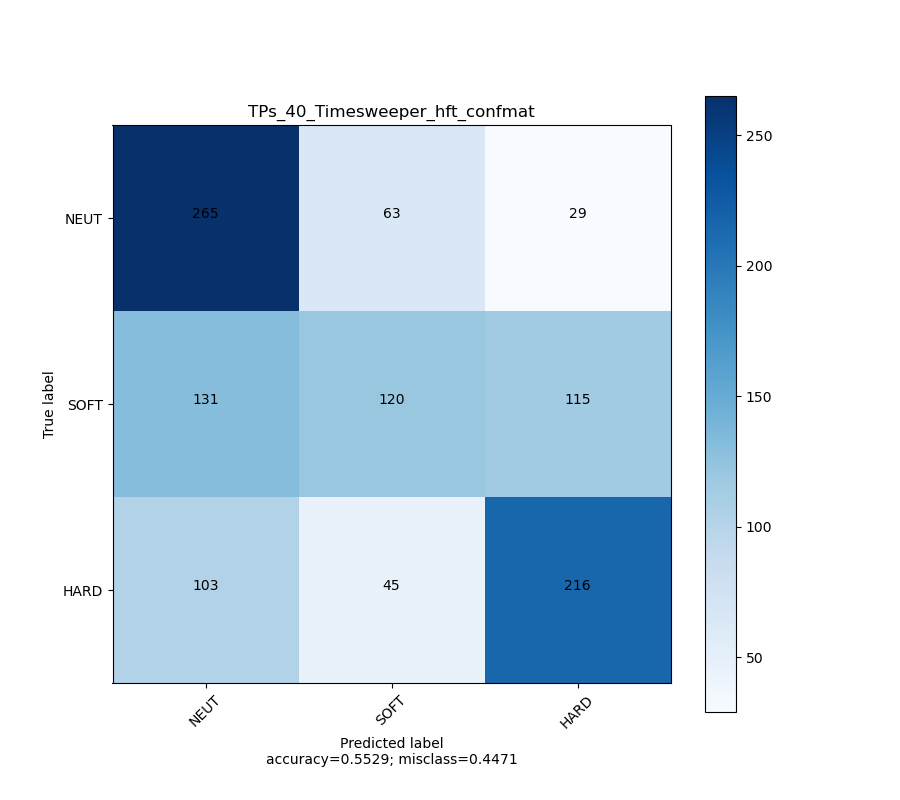 TPs_40_Timesweeper_hft_confmat
NEUT
265
63
29
SOFT
131
120
115
HARD
103
45
216
True label
NEUT
SOFT
HARD
Predicted label
accuracy=0.5529; misclass=0.4471
250
200
150
100
50